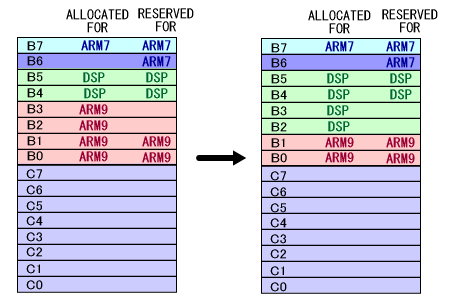 ALLOCATED FOR RESERVED FOR
B7 ARM7 ARM7
B6 ARM7
B5 DSP DSP
B4 DSP DSP
B3 ARM9
B2 ARM9
B1 ARM9 ARM9
B0 ARM9 ARM9
C7
C6
C5
C4
C3
C2
C1
C0
ALLOCATED FOR RESERVED FOR
B7 ARM7 ARM7
B6 ARM7
B5 DSP DSP
B4 DSP DSP
B3 DSP
B2 DSP
B1 ARM9 ARM9
B0 ARM9 ARM9
C7
C6
C5
C4
C3
C2
C1
C0